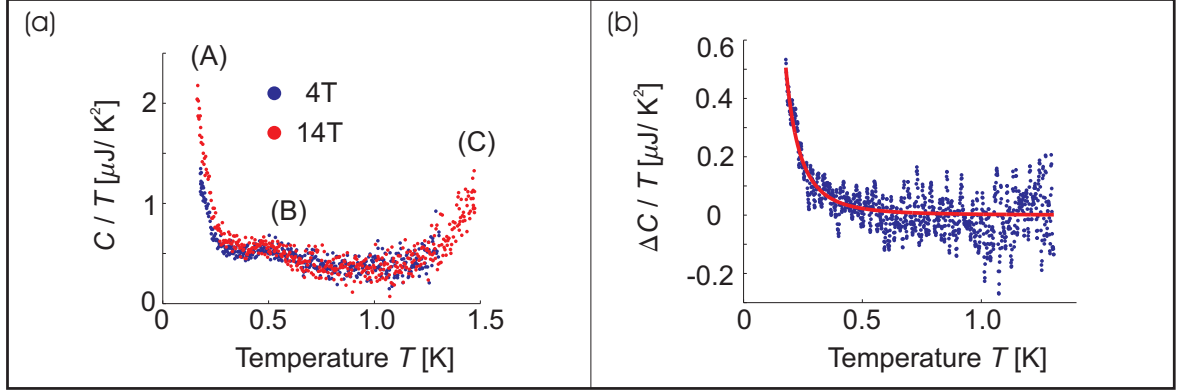 (a)
(A)
4T
14T
(B)
(C)
2
1
0
0
0.5
1.0
1.5
C / T [μJ/ K²]
Temperature T [K]
(b)
0.6
0.4
0.2
0
-0.2
0
0.5
1.0
ΔC / T [μJ/ K²]
Temperature T [K]